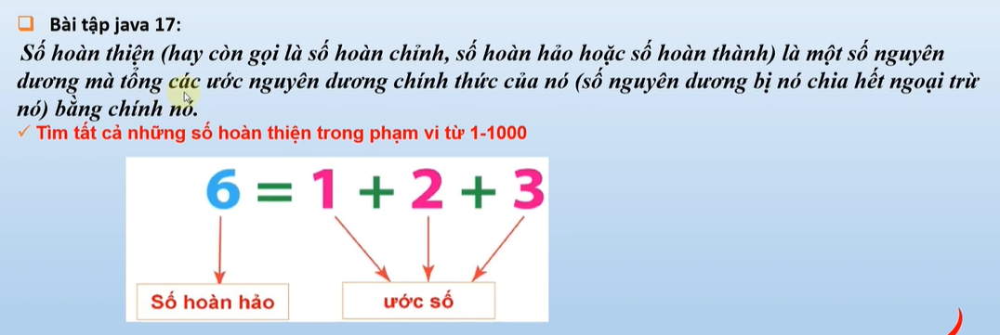 Bài tập java 17:
Số hoàn thiện (hay còn gọi là số hoàn chỉnh, số hoàn hảo hoặc số hoàn thành) là một số nguyên
dương mà tổng các ước nguyên dương chính thức của nó (số nguyên dương bị nó chia hết ngoại trừ
nó) bằng chính nó.
✓ Tìm tất cả những số hoàn thiện trong phạm vi từ 1-1000
6 = 1 + 2 + 3
Số hoàn hảo
ước số